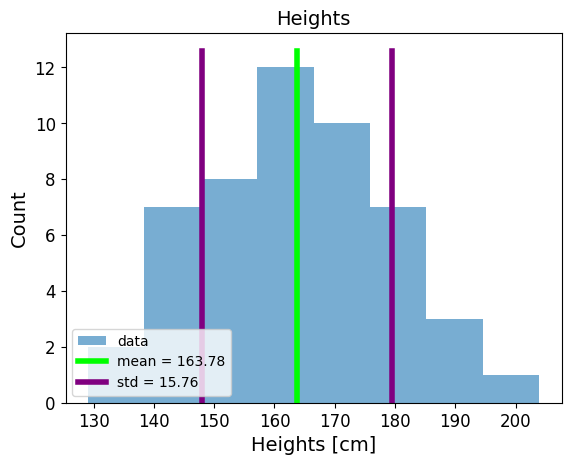 Heights
Count
12
10
8
6
4
2
0
data
mean = 163.78
std = 15.76
130 140 150 160 170 180 190 200
Heights [cm]